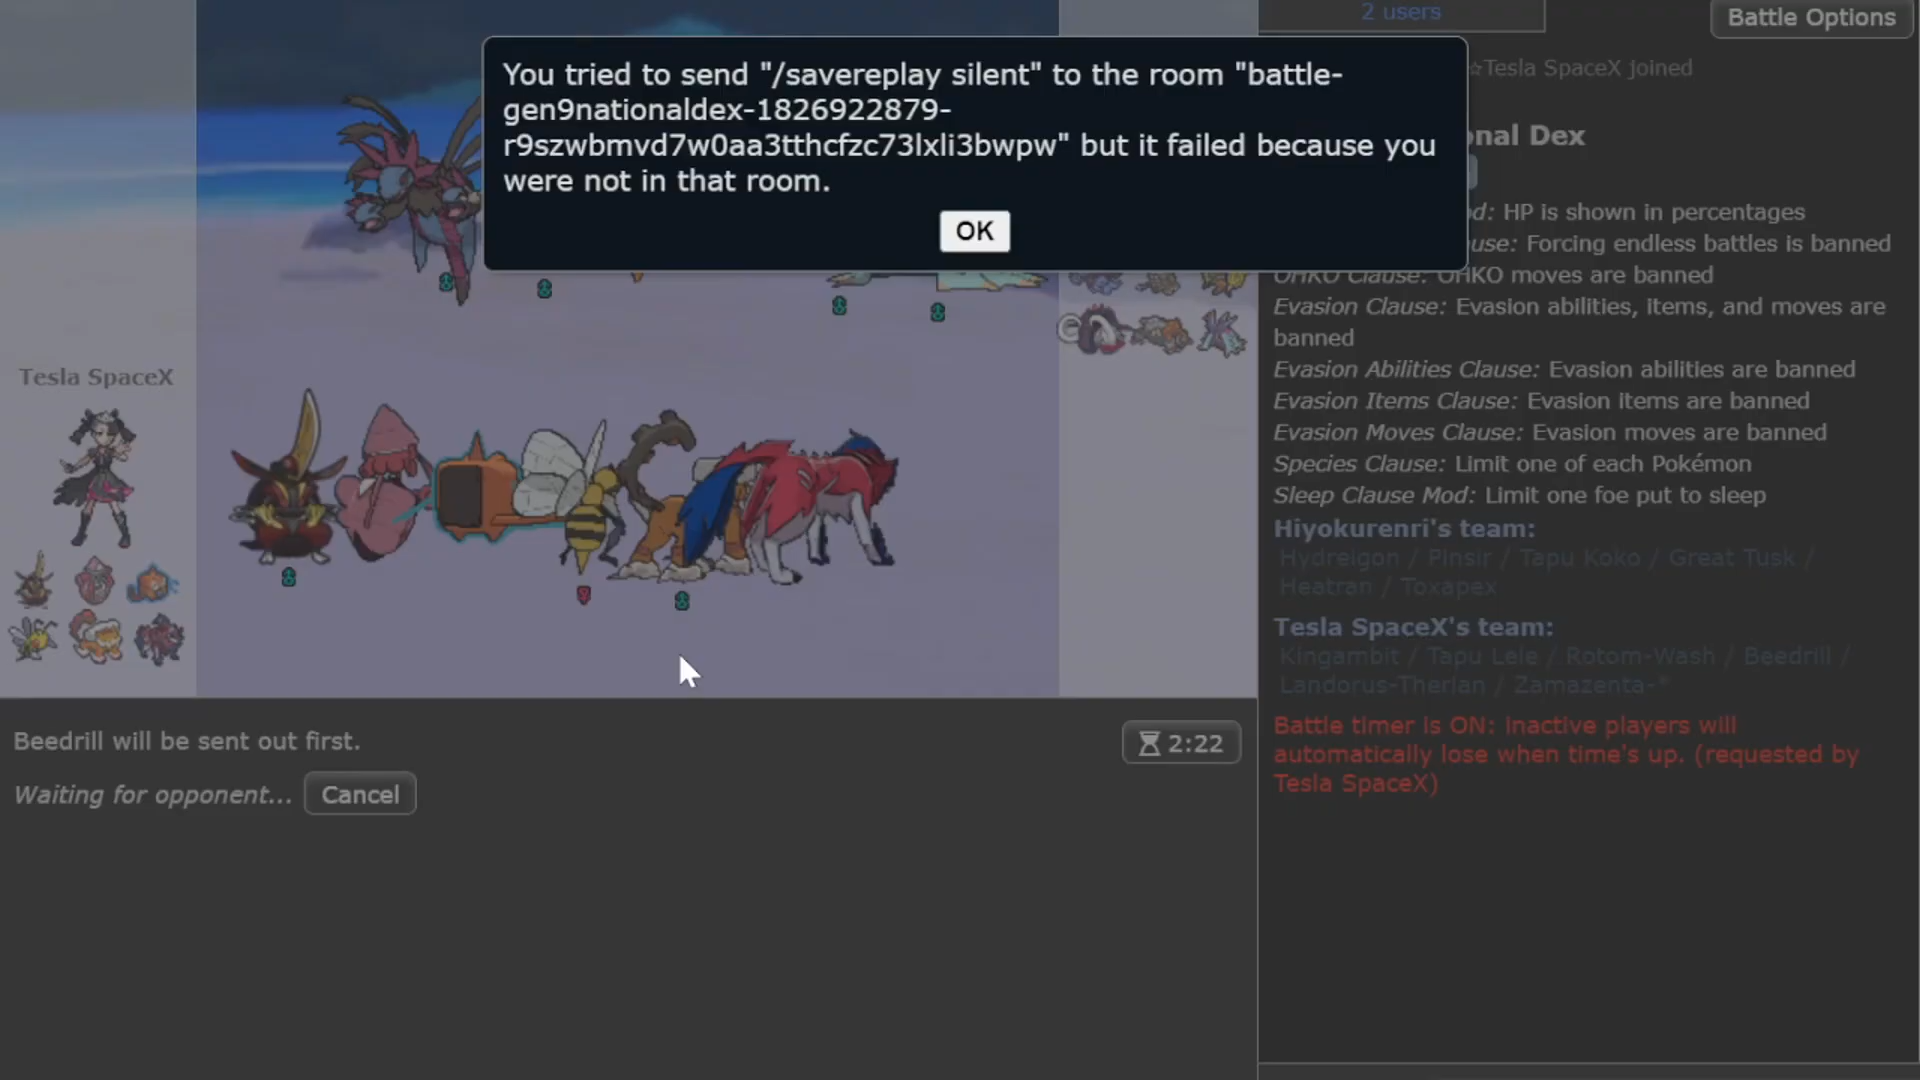 2 users
Battle Options
☆Tesla SpaceX joined
You tried to send "/savereplay silent" to the room "battle-
gen9nationaldex-1826922879-
r9szwbmvd7w0aa3tthcfzc73lxli3bwpw" but it failed because you
were not in that room.
OK
onal Dex
d: HP is shown in percentages
use: Forcing endless battles is banned
OHKO Clause: OHKO moves are banned
Evasion Clause: Evasion abilities, items, and moves are
banned
Evasion Abilities Clause: Evasion abilities are banned
Evasion Items Clause: Evasion items are banned
Evasion Moves Clause: Evasion moves are banned
Species Clause: Limit one of each Pokémon
Sleep Clause Mod: Limit one foe put to sleep
Hiyokurenri's team:
Hydreigon / Pinsir / Tapu Koko / Great Tusk /
Heatran / Toxapex
Tesla SpaceX's team:
Kingambit / Tapu Lele / Rotom-Wash / Beedrill /
Landorus-Therian / Zamazenta-*
Battle timer is ON: inactive players will
automatically lose when time's up. (requested by
Tesla SpaceX)
Tesla SpaceX
Beedrill will be sent out first.
2:22
Waiting for opponent...
Cancel